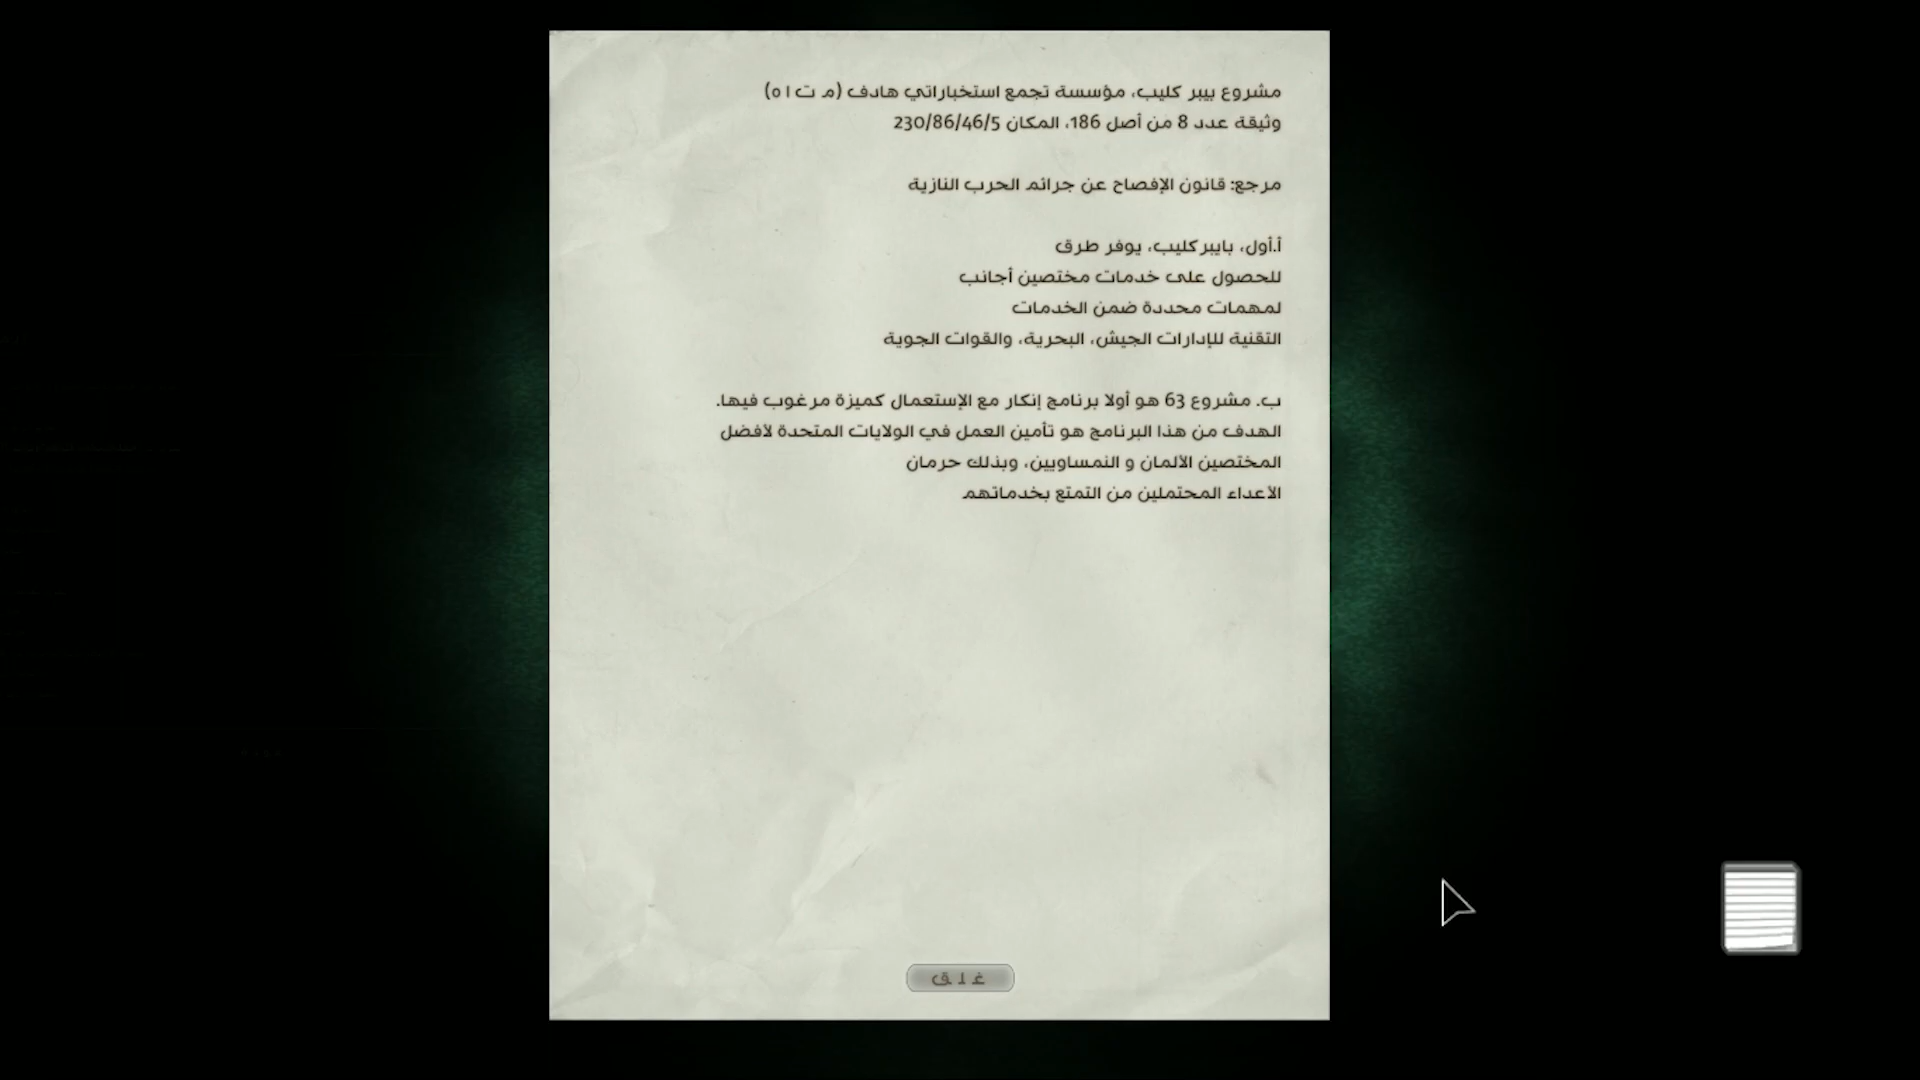 مشروع بيبر كليب، مؤسسة تجمع استخباراتي هادف (م ت ا ه)
وثيقة عدد 8 من أصل 186، المكان 230/86/46/5
مرجع: قانون الإفصاح عن جرائم الحرب النازية
أ.أول، بايبر كليب، يوفر طرق
للحصول على خدمات مختصين أجانب
لمهمات محددة ضمن الخدمات
التقنية للإدارات الجيش، البحرية، والقوات الجوية
ب. مشروع 63 هو أولا برنامج إنكار مع الإستعمال كميزة مرغوب فيها.
الهدف من هذا البرنامج هو تأمين العمل في الولايات المتحدة لأفضل
المختصين الألمان و النمساويين، وبذلك حرمان
الأعداء المحتملين من التمتع بخدماتهم
غ ل ق